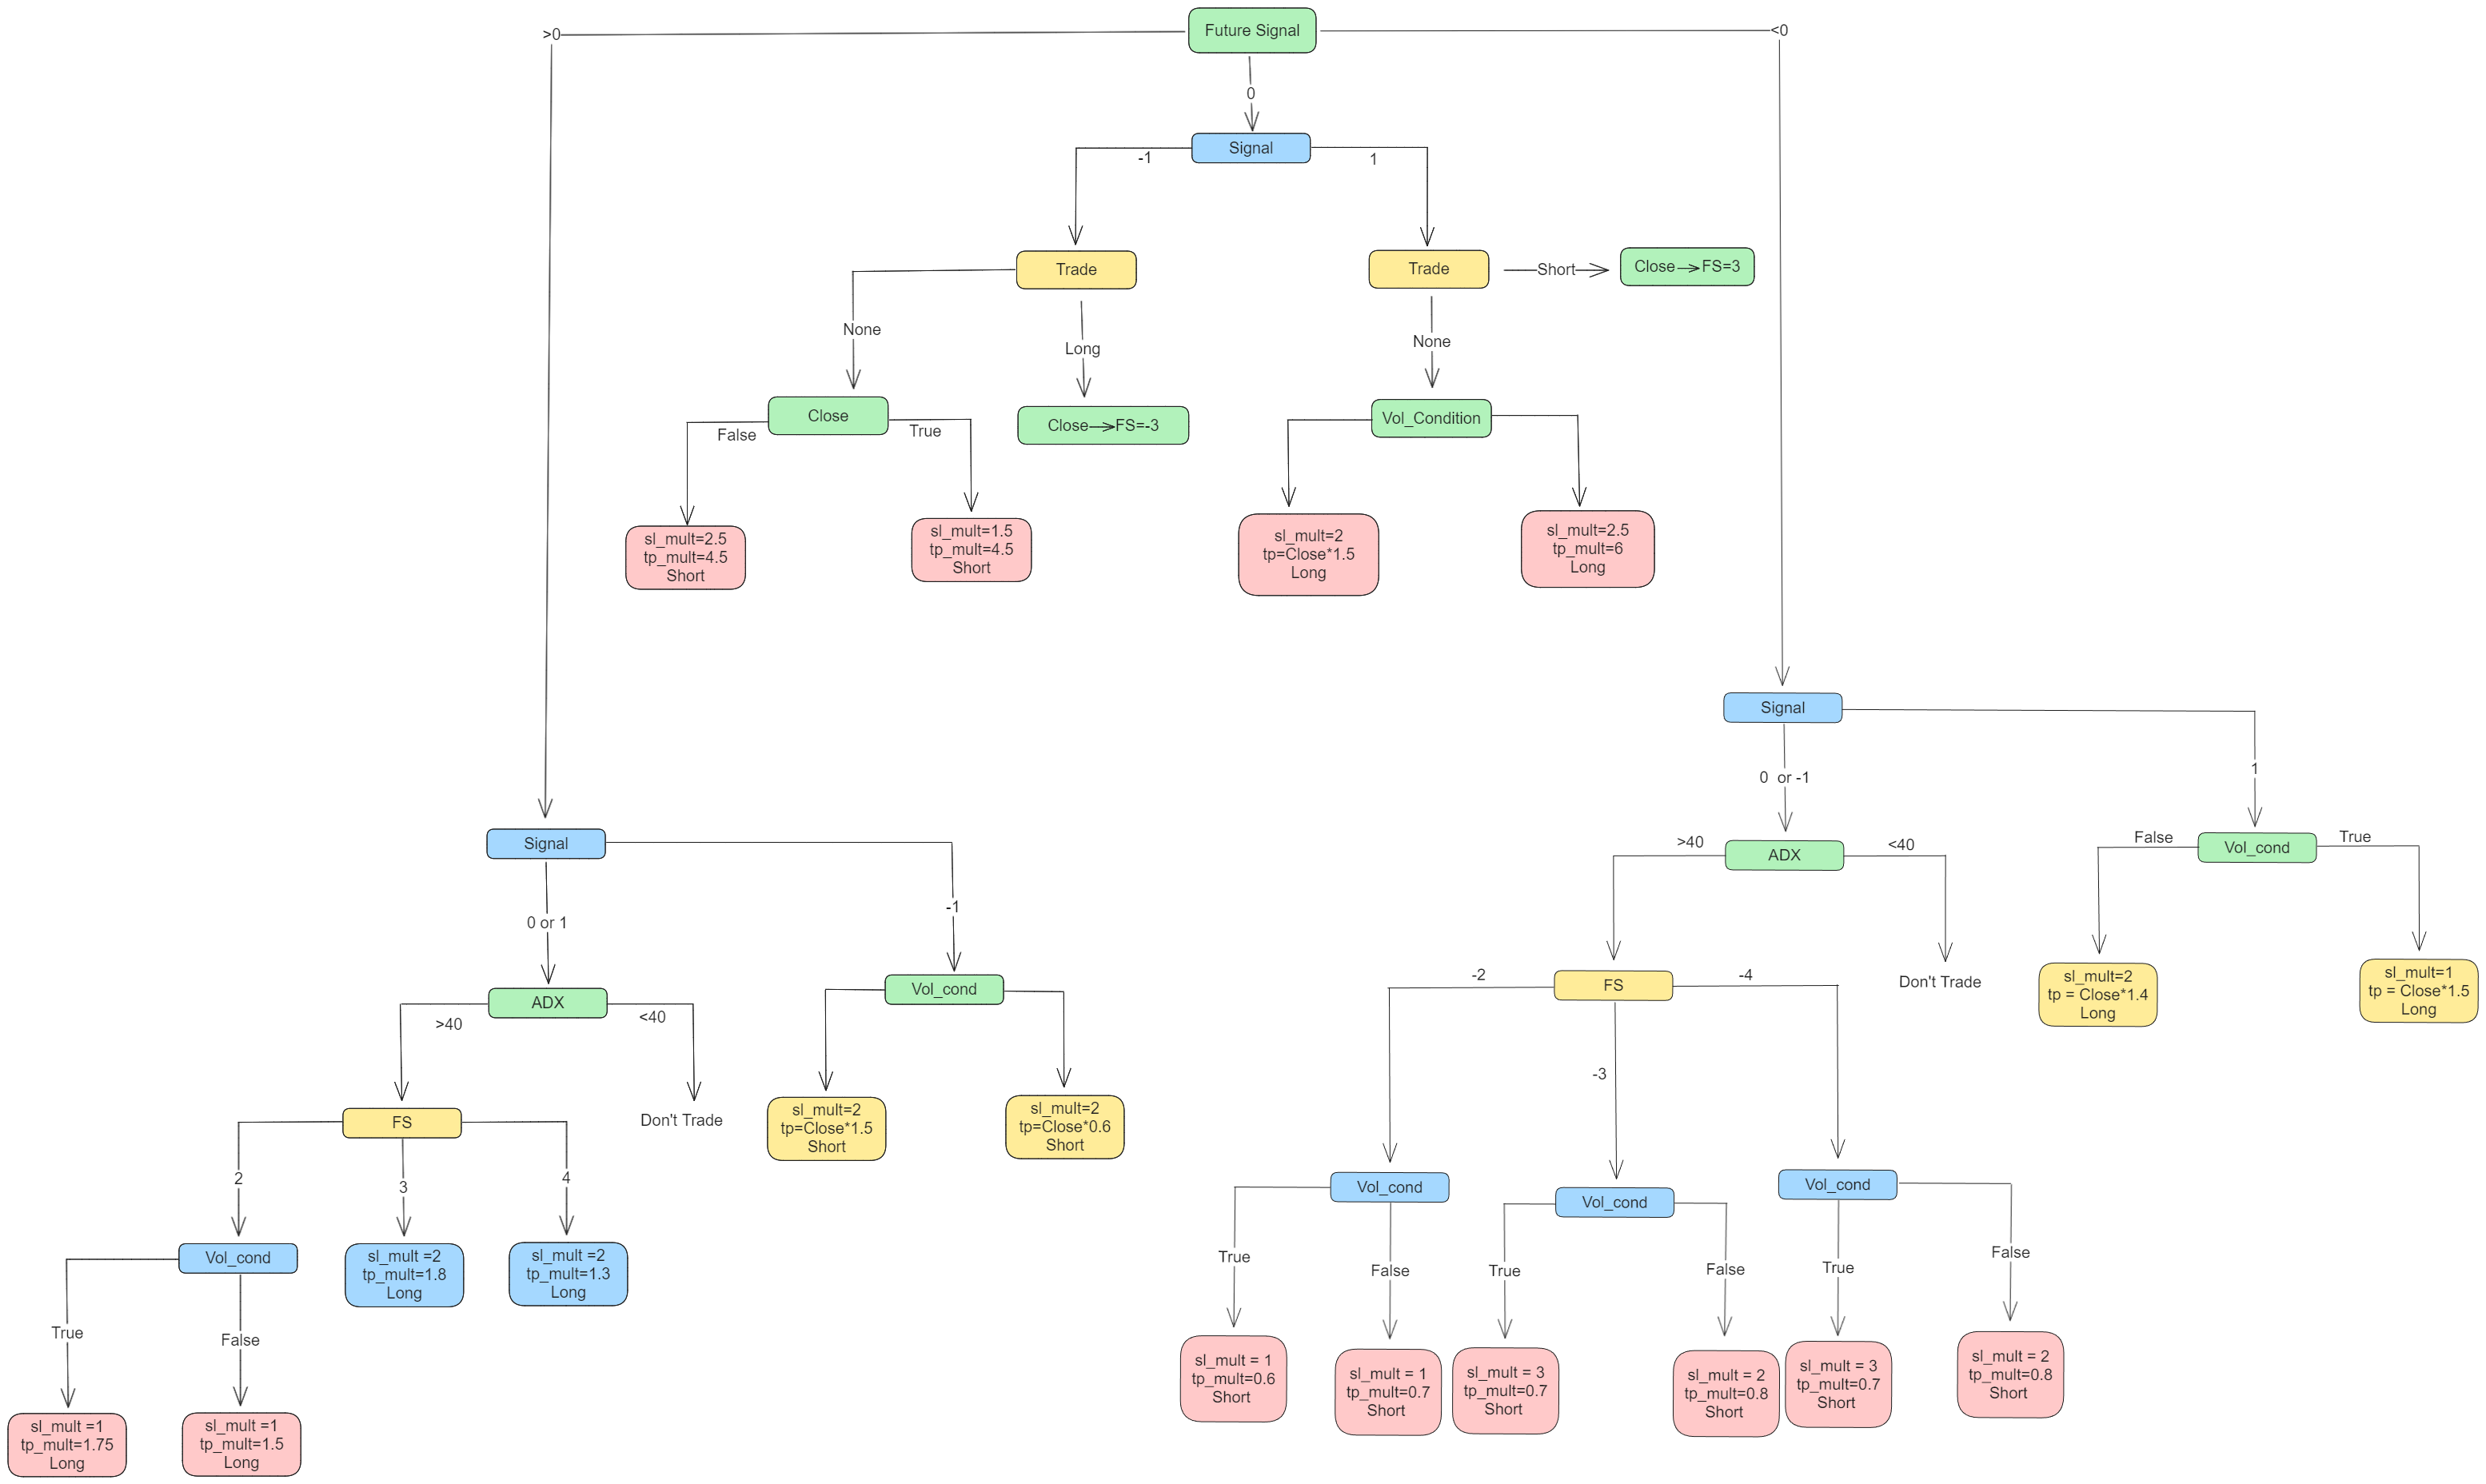 Future Signal
>0
<0
0
Signal
-1
1
Trade
Trade
Short
Close
FS=3
None
Long
None
Close
False
True
Close
FS=-3
Vol_Condition
sl_mult=2.5
tp_mult=4.5
Short
sl_mult=1.5
tp_mult=4.5
Short
sl_mult=2
tp=Close*1.5
Long
sl_mult=2.5
tp_mult=6
Long
Signal
0 or -1
1
>40
ADX
<40
False
Vol_cond
True
-2
FS
-4
Don't Trade
sl_mult=2
tp = Close*1.4
Long
sl_mult=1
tp = Close*1.5
Long
-3
Vol_cond
Vol_cond
Vol_cond
True
False
True
False
True
False
sl_mult = 1
tp_mult=0.6
Short
sl_mult = 1
tp_mult=0.7
Short
sl_mult = 3
tp_mult=0.7
Short
sl_mult = 2
tp_mult=0.8
Short
sl_mult = 3
tp_mult=0.7
Short
sl_mult = 2
tp_mult=0.8
Short
Signal
0 or 1
-1
ADX
>40
<40
Vol_cond
FS
Don't Trade
sl_mult=2
tp=Close*1.5
Short
sl_mult=2
tp=Close*0.6
Short
2
3
4
Vol_cond
sl_mult =2
tp_mult=1.8
Long
sl_mult =2
tp_mult=1.3
Long
True
False
sl_mult =1
tp_mult=1.75
Long
sl_mult =1
tp_mult=1.5
Long